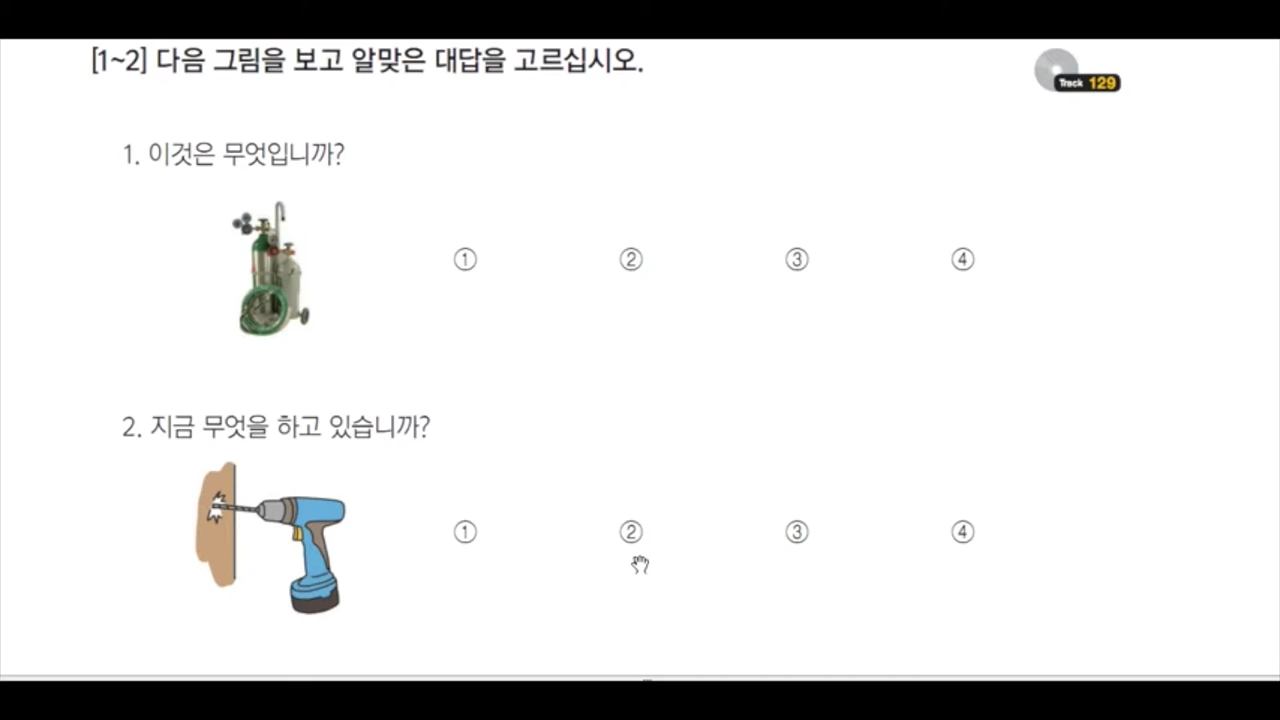 [1~2] 다음 그림을 보고 알맞은 대답을 고르십시오.
Track 129
1. 이것은 무엇입니까?
① ② ③ ④
2. 지금 무엇을 하고 있습니까?
① ② ③ ④